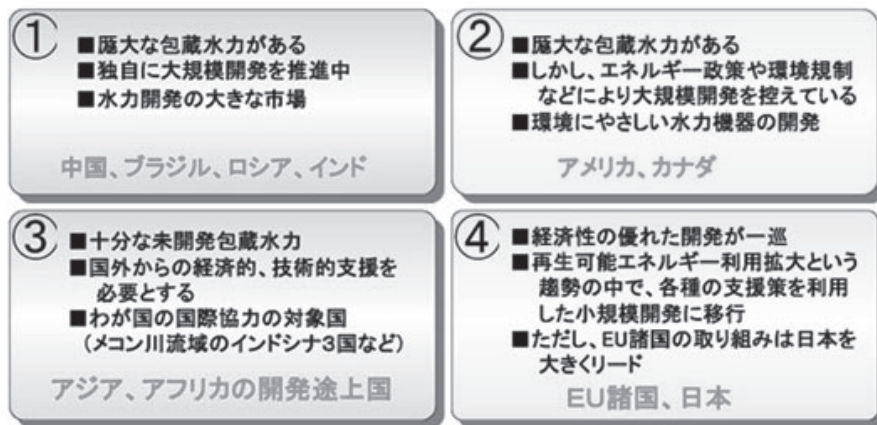 ①
■厖大な包蔵水力がある
■独自に大規模開発を推進中
■水力開発の大きな市場
中国、ブラジル、ロシア、インド
②
■厖大な包蔵水力がある
■しかし、エネルギー政策や環境規制
などにより大規模開発を控えている
■環境にやさしい水力機器の開発
アメリカ、カナダ
③
■十分な未開発包蔵水力
■国外からの経済的、技術的支援を
必要とする
■わが国の国際協力の対象国
(メコン川流域のインドシナ3国など)
アジア、アフリカの開発途上国
④
■経済性の優れた開発が一巡
■再生可能エネルギー利用拡大という
趨勢の中で、各種の支援策を利用
した小規模開発に移行
■ただし、EU諸国の取り組みは日本を
大きくリード
EU諸国、日本